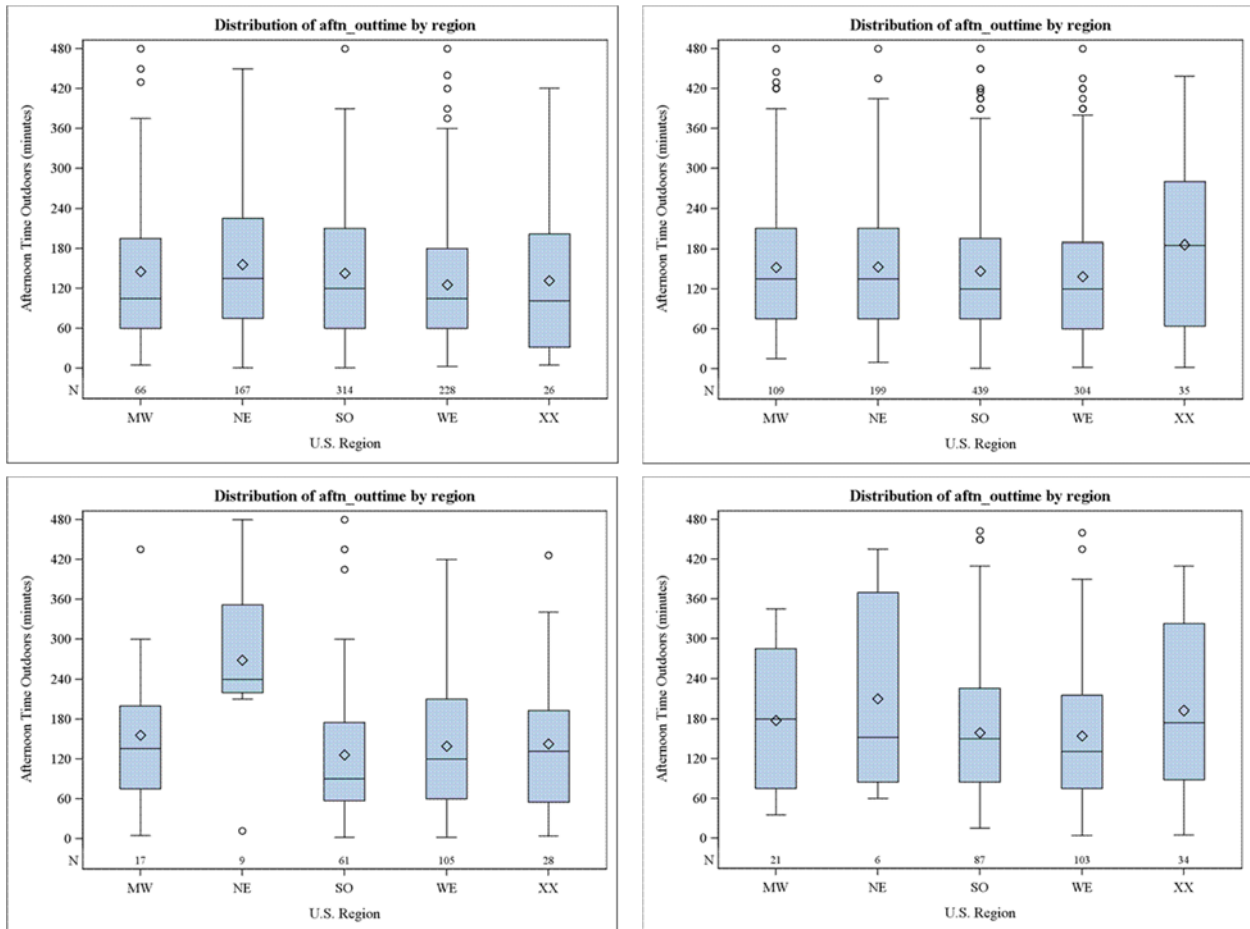 Distribution of aftn_outtime by region
Afternoon Time Outdoors (minutes)
480
420
360
300
240
180
120
60
0
N 66 167 314 228 26
MW NE SO WE XX
U.S. Region
Distribution of aftn_outtime by region
Afternoon Time Outdoors (minutes)
480
420
360
300
240
180
120
60
0
N 109 199 439 304 35
MW NE SO WE XX
U.S. Region
Distribution of aftn_outtime by region
Afternoon Time Outdoors (minutes)
480
420
360
300
240
180
120
60
0
N 17 9 61 105 28
MW NE SO WE XX
U.S. Region
Distribution of aftn_outtime by region
Afternoon Time Outdoors (minutes)
480
420
360
300
240
180
120
60
0
N 21 6 87 103 34
MW NE SO WE XX
U.S. Region